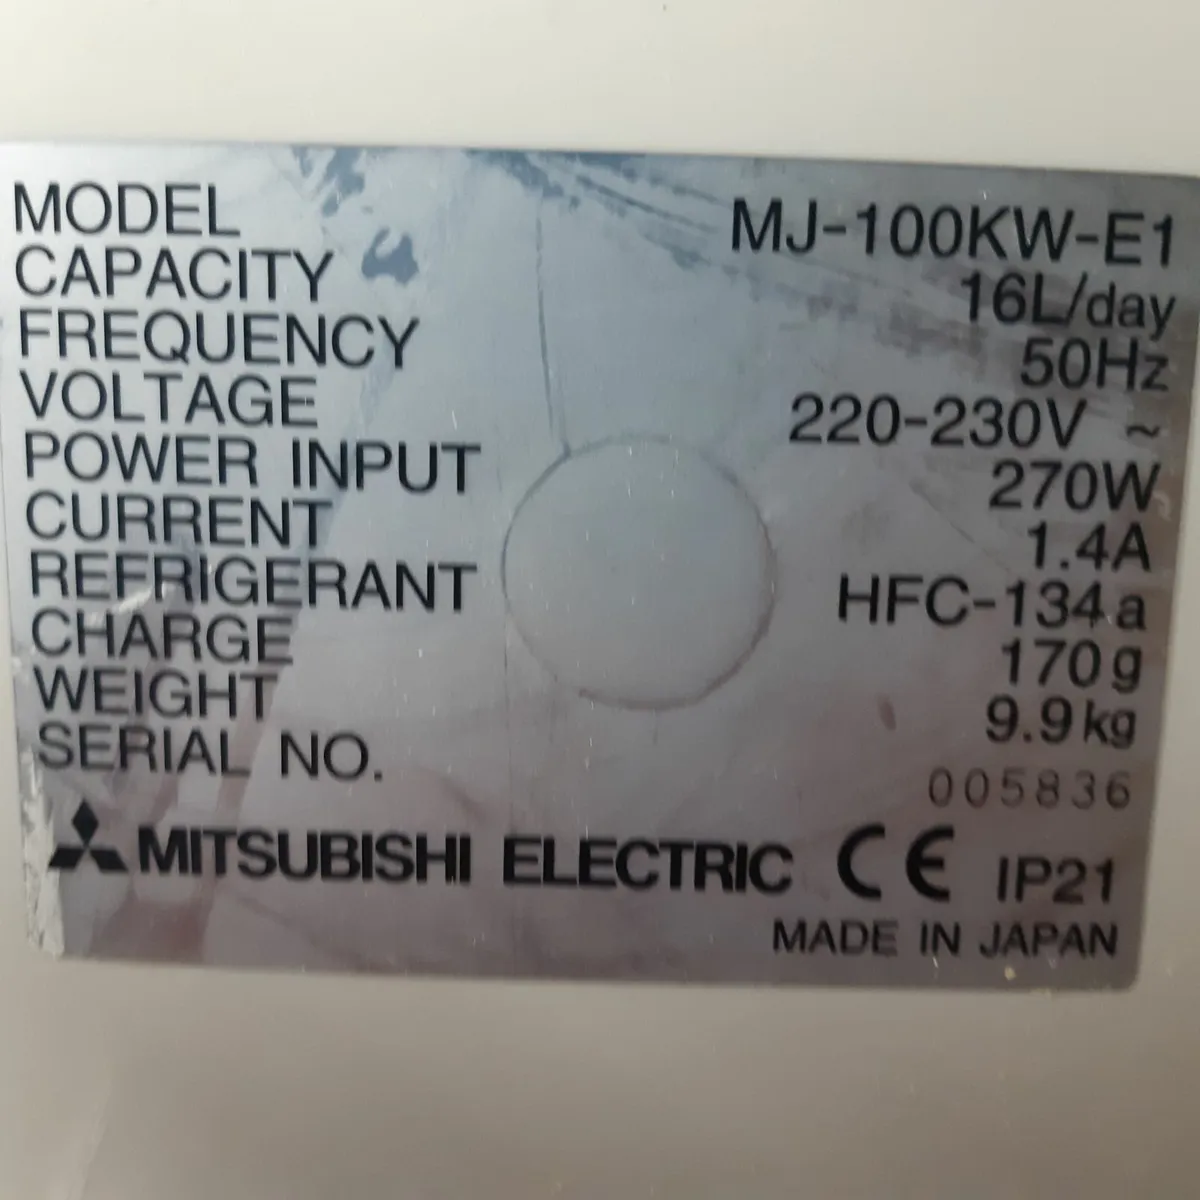 MODEL MJ-100KW-E1
CAPACITY 16L/day
FREQUENCY 50Hz
VOLTAGE 220-230V ~
POWER INPUT 270W
CURRENT 1.4A
REFRIGERANT HFC-134a
CHARGE 170g
WEIGHT 9.9kg
SERIAL NO. 005836
MITSUBISHI ELECTRIC CE IP21
MADE IN JAPAN